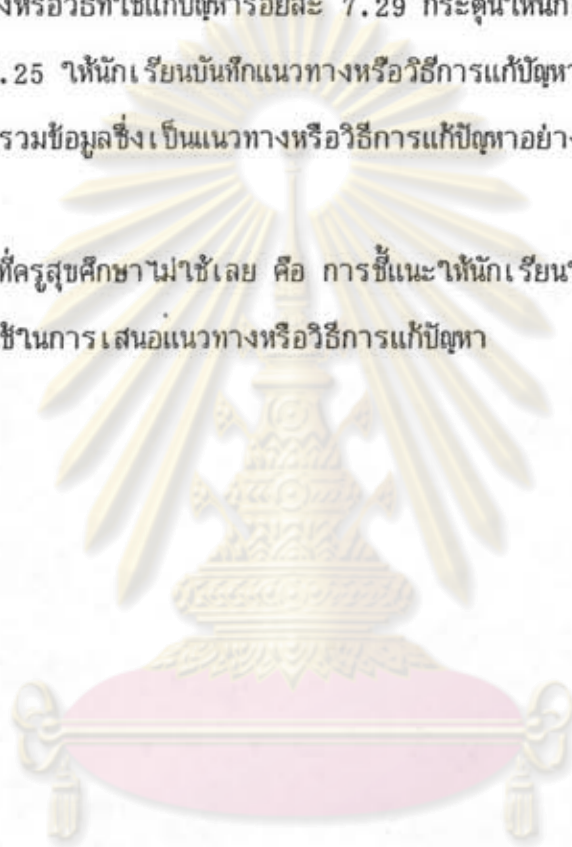 งหรือวิธีที่ใช้แก้ปัญหาร้อยละ 7.29 กระตุ้นให้นัก
.25 ให้นักเรียนบันทึกแนวทางหรือวิธีการแก้ปัญหา
รวมข้อมูลซึ่งเป็นแนวทางหรือวิธีการแก้ปัญหาอย่าง
ที่ครูสุขศึกษาไม่ใช้เลย คือ การชี้แนะให้นักเรียน
ช้ในการเสนอแนวทางหรือวิธีการแก้ปัญหา